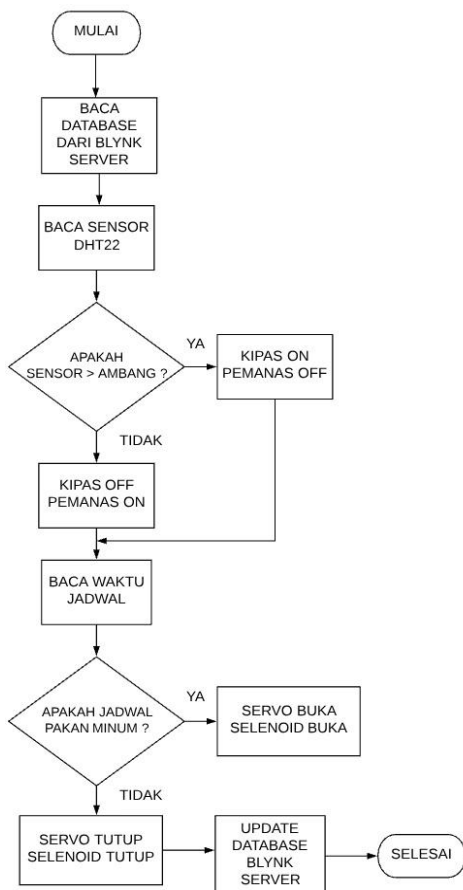 MULAI
BACA
DATABASE
DARI BLYNK
SERVER
BACA SENSOR
DHT22
APAKAH
SENSOR > AMBANG ?
YA
KIPAS ON
PEMANAS OFF
TIDAK
KIPAS OFF
PEMANAS ON
BACA WAKTU
JADWAL
APAKAH JADWAL
PAKAN MINUM ?
YA
SERVO BUKA
SELENOID BUKA
TIDAK
SERVO TUTUP
SELENOID TUTUP
UPDATE
DATABASE
BLYNK
SERVER
SELESAI